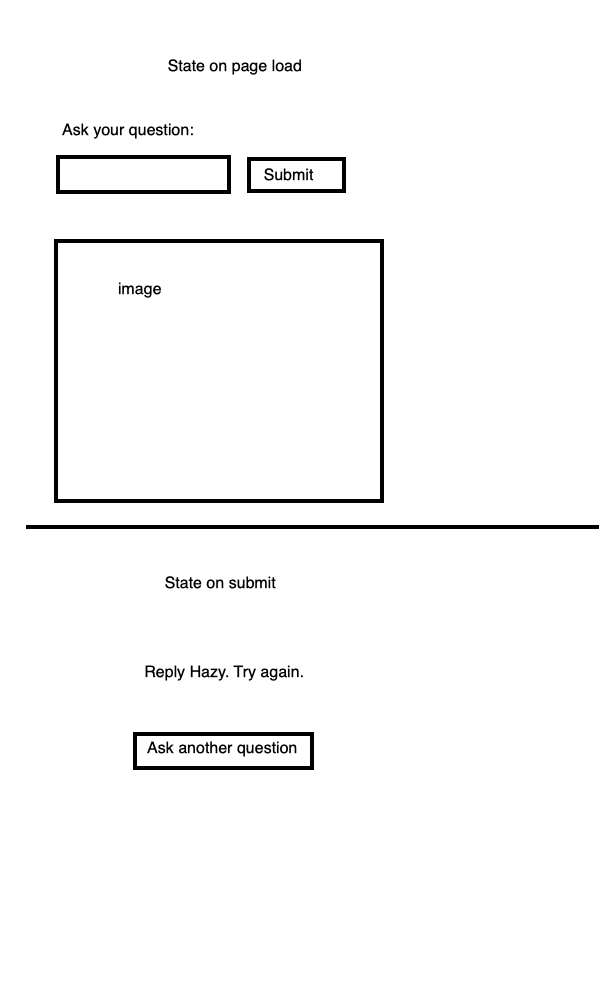 State on page load
Ask your question:
Submit
image
State on submit
Reply Hazy. Try again.
Ask another question